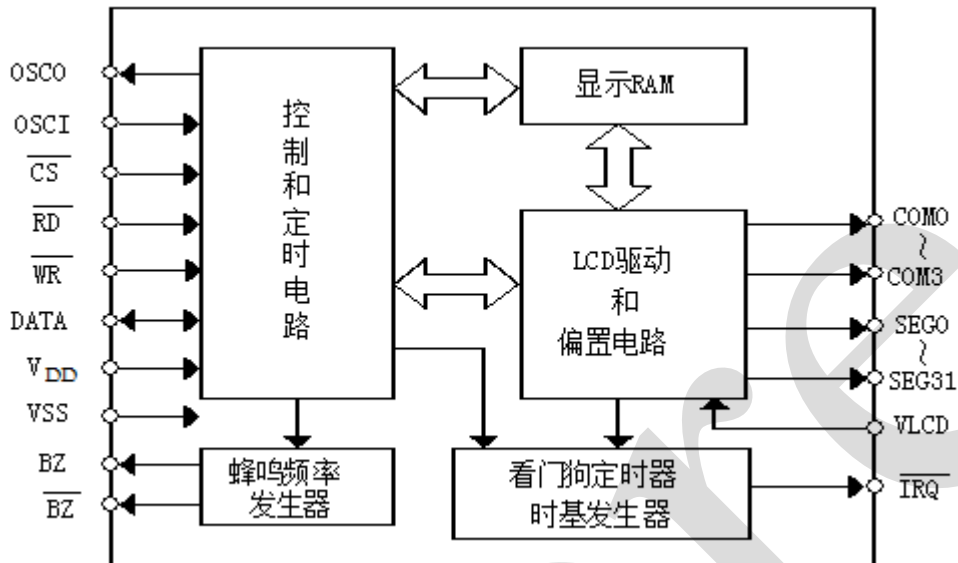 OSCO
OSCI
CS
RD
WR
DATA
VDD
VSS
BZ
BZ
控制和定时电路
显示RAM
LCD驱动
和
偏置电路
蜂鸣频率
发生器
看门狗定时器
时基发生器
COMO
~
COM3
SEGO
~
SEG31
VLCD
IRQ